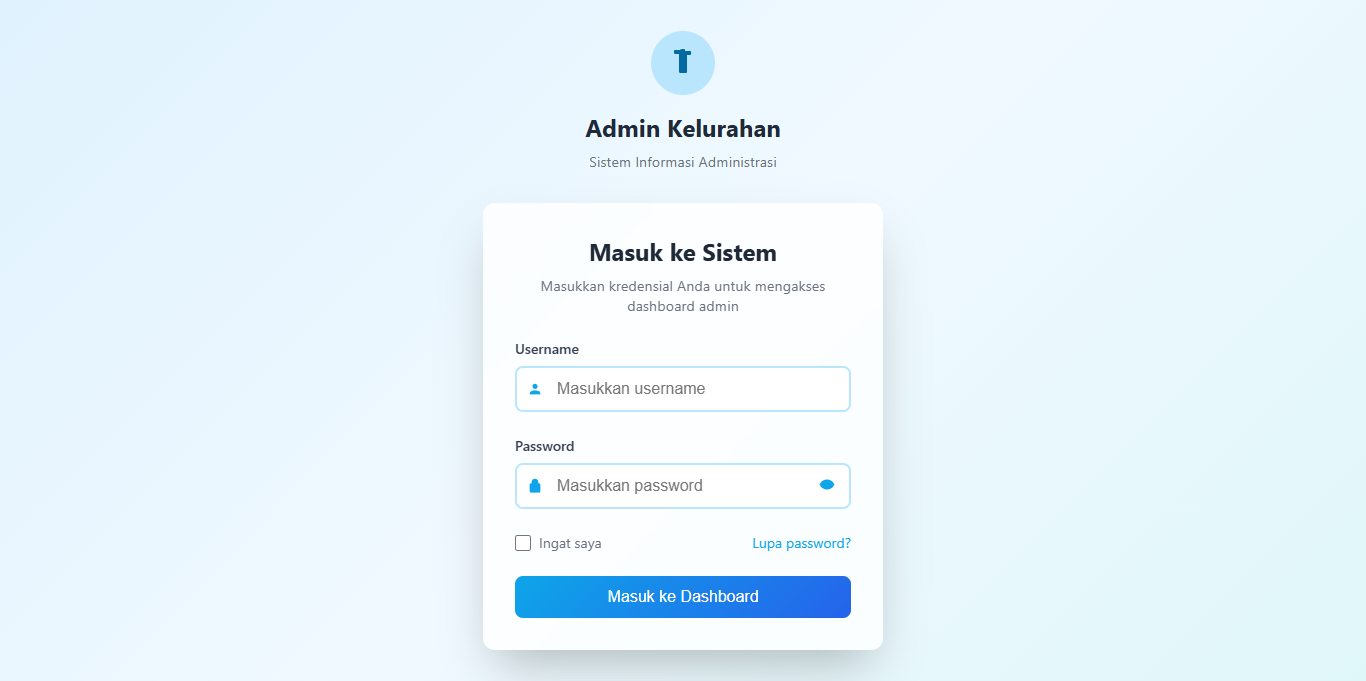 Admin Kelurahan
Sistem Informasi Administrasi
Masuk ke Sistem
Masukkan kredensial Anda untuk mengakses
dashboard admin
Username
Masukkan username
Password
Masukkan password
Ingat saya
Lupa password?
Masuk ke Dashboard